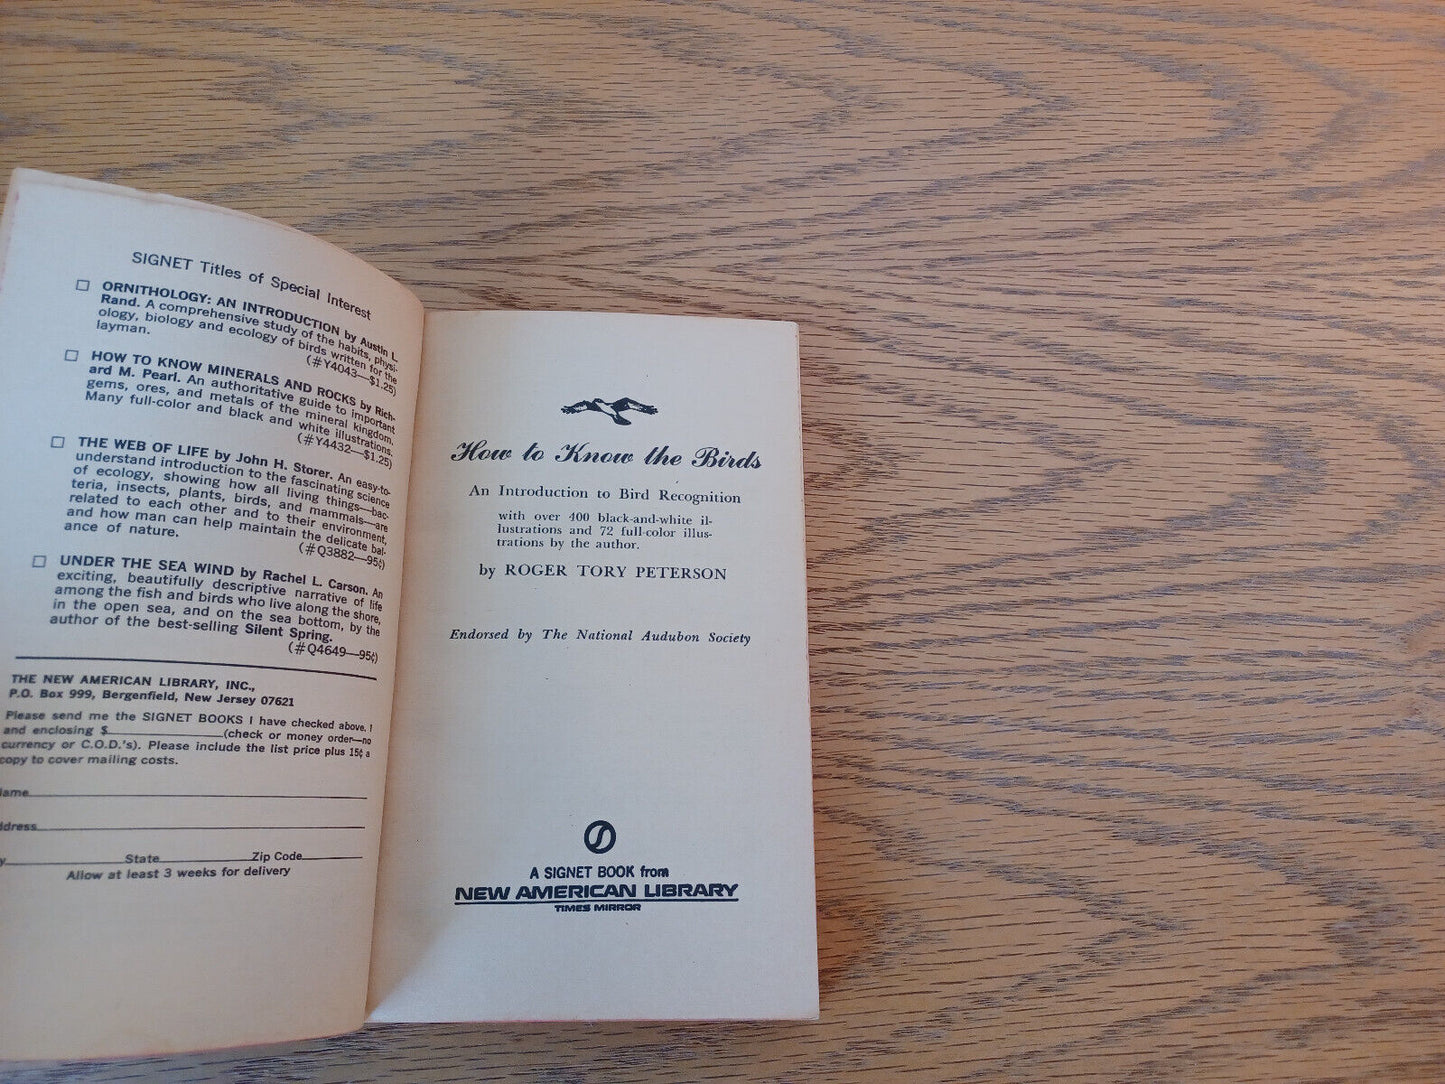 SIGNET Titles of Special Interest
□ ORNITHOLOGY: AN INTRODUCTION by Austin L.
Rand. A comprehensive study of the habits, physi-
ology, biology and ecology of birds written for the
layman.
(#Y4043—$1.25)
□ HOW TO KNOW MINERALS AND ROCKS by Rich-
ard M. Pearl. An authoritative guide to important
gems, ores, and metals of the mineral kingdom.
Many full-color and black and white illustrations.
(#Y4432—$1.25)
□ THE WEB OF LIFE by John H. Storer. An easy-to-
understand introduction to the fascinating science
of ecology, showing how all living things—bac-
teria, insects, plants, birds, and mammals—are
related to each other and to their environment,
and how man can help maintain the delicate bal-
ance of nature.
(#Q3882—95¢)
□ UNDER THE SEA WIND by Rachel L. Carson. An
exciting, beautifully descriptive narrative of life
among the fish and birds who live along the shore,
in the open sea, and on the sea bottom, by the
author of the best-selling Silent Spring.
(#Q4649—95¢)
THE NEW AMERICAN LIBRARY, INC.,
P.O. Box 999, Bergenfield, New Jersey 07621
Please send me the SIGNET BOOKS I have checked above. I
and enclosing $ (check or money order—no
currency or C.O.D.'s). Please include the list price plus 15¢ a
copy to cover mailing costs.
ame
ddress
y State Zip Code
Allow at least 3 weeks for delivery
How to Know the Birds
An Introduction to Bird Recognition
with over 400 black-and-white il-
lustrations and 72 full-color illus-
trations by the author.
by ROGER TORY PETERSON
Endorsed by The National Audubon Society
A SIGNET BOOK from
NEW AMERICAN LIBRARY
TIMES MIRROR